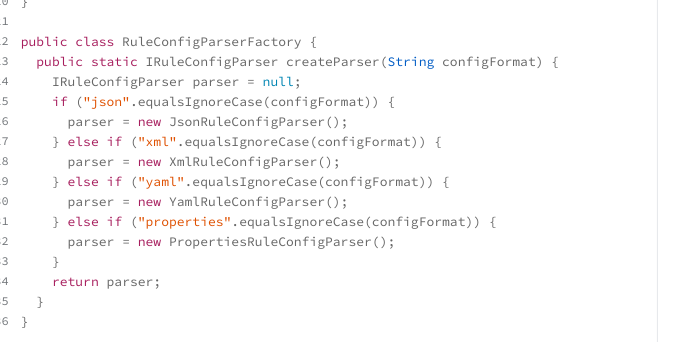 }
1
2 public class RuleConfigParserFactory {
3 public static IRuleConfigParser createParser(String configFormat) {
4 IRuleConfigParser parser = null;
5 if ("json".equalsIgnoreCase(configFormat)) {
6 parser = new JsonRuleConfigParser();
7 } else if ("xml".equalsIgnoreCase(configFormat)) {
8 parser = new XmlRuleConfigParser();
9 } else if ("yaml".equalsIgnoreCase(configFormat)) {
0 parser = new YamlRuleConfigParser();
1 } else if ("properties".equalsIgnoreCase(configFormat)) {
2 parser = new PropertiesRuleConfigParser();
3 }
4 return parser;
5 }
6 }